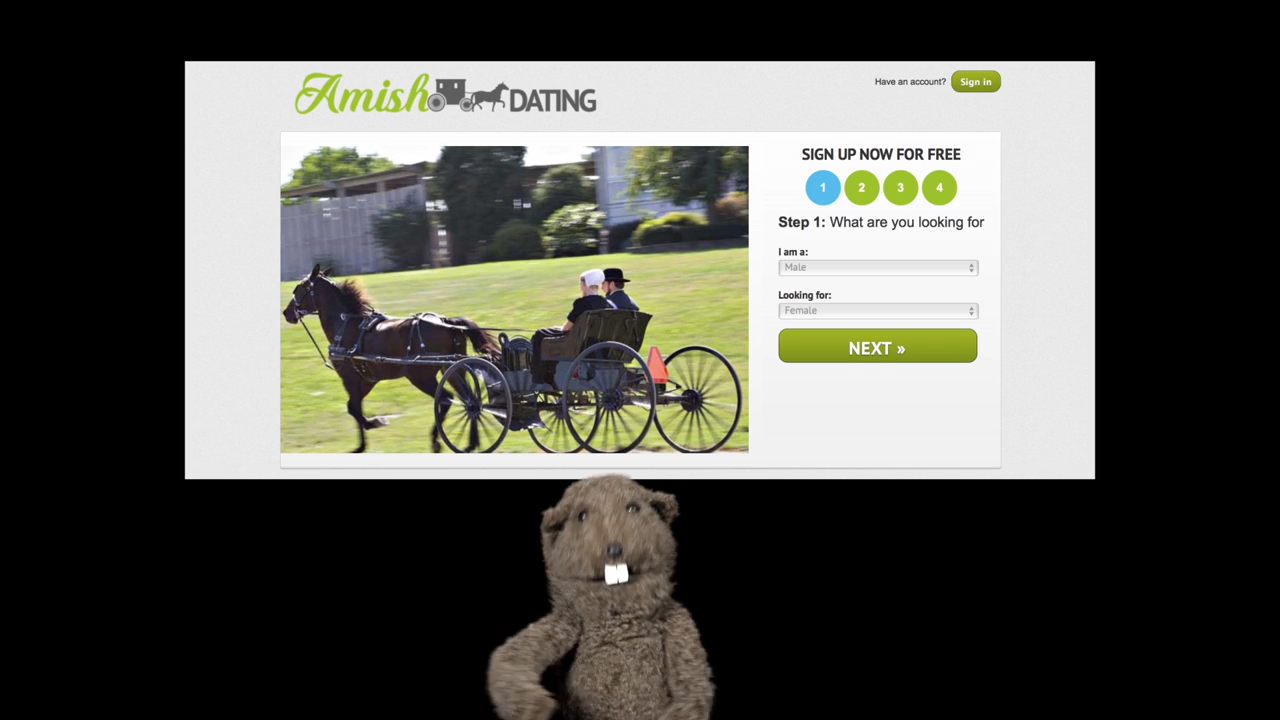 Amish DATING
Have an account? Sign in
SIGN UP NOW FOR FREE
1 2 3 4
Step 1: What are you looking for
I am a:
Male
Looking for:
Female
NEXT »